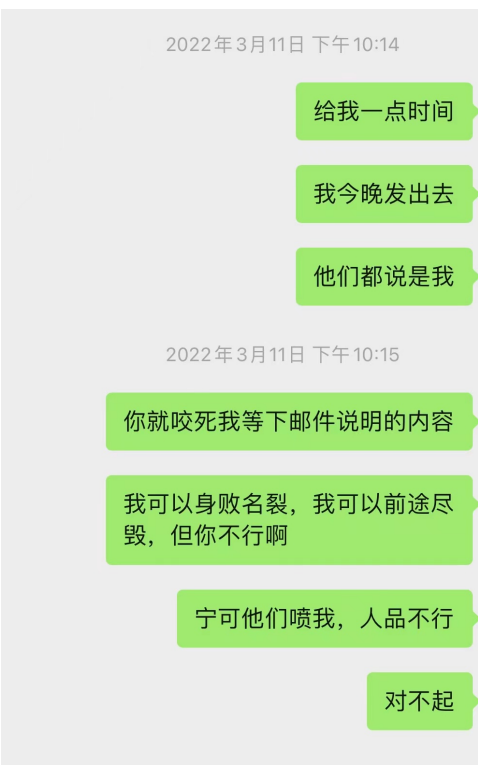 2022年3月11日 下午10:14
给我一点时间
我今晚发出去
他们都说是我
2022年3月11日 下午10:15
你就咬死我等下邮件说明的内容
我可以身败名裂，我可以前途尽
毁，但你不行啊
宁可他们喷我，人品不行
对不起